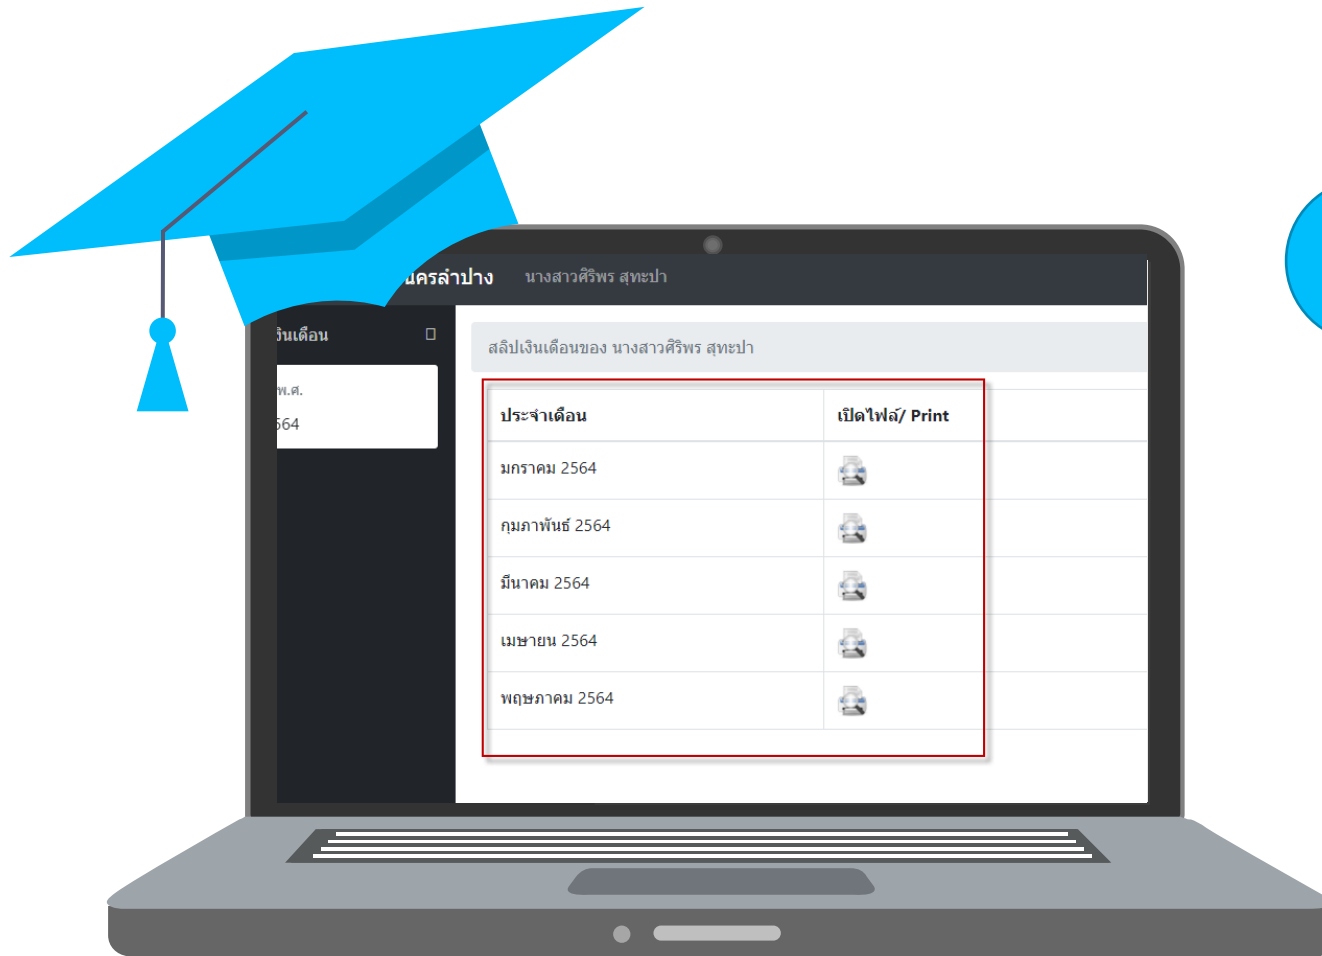 นครลำปาง นางสาวศิริพร สุทะปา
งินเดือน
สลิปเงินเดือนของ นางสาวศิริพร สุทะปา
พ.ศ.
564
ประจำเดือน เปิดไฟล์/ Print
มกราคม 2564
กุมภาพันธ์ 2564
มีนาคม 2564
เมษายน 2564
พฤษภาคม 2564